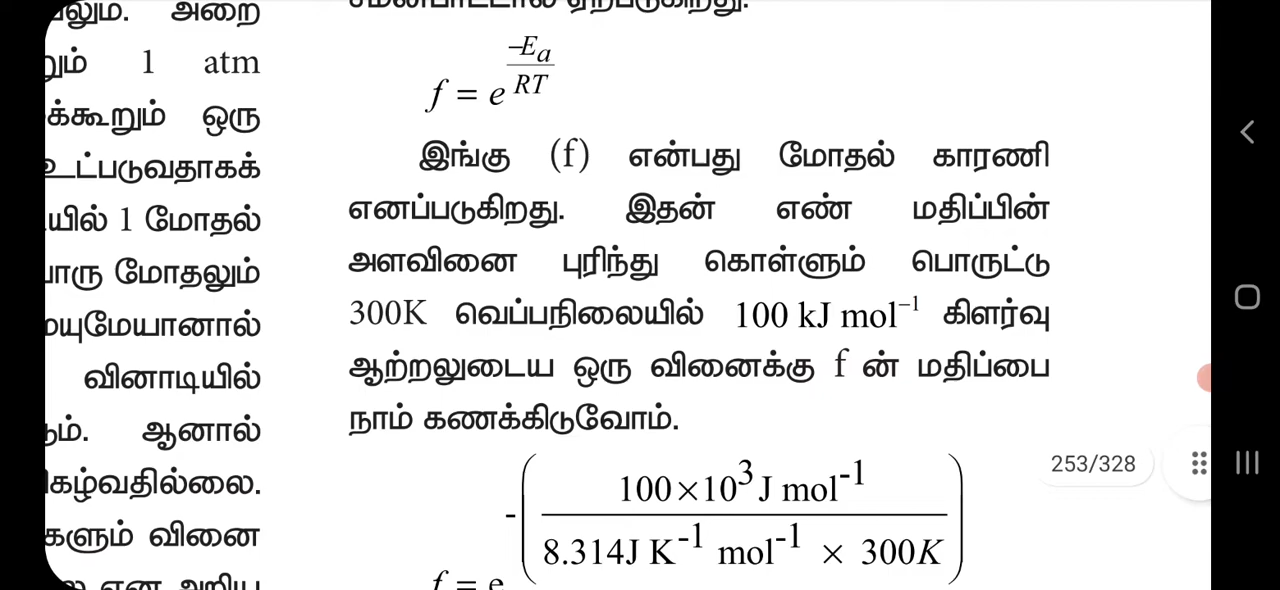 அறை
1 atm
ஒரு
உட்படுவதாகக்
1 மோதல்
மோதலும்
வினாடியில்
ஆனால்
வினை
f = e^(–Ea/RT)
இங்கு (f) என்பது மோதல் காரணி
எனப்படுகிறது. இதன் எண் மதிப்பின்
அளவினை புரிந்து கொள்ளும் பொருட்டு
300K வெப்பநிலையில் 100 kJ mol⁻¹ கிளர்வு
ஆற்றலுடைய ஒரு வினைக்கு f ன் மதிப்பை
நாம் கணக்கிடுவோம்.
f = e^-(100×10³ J mol⁻¹ / 8.314J K⁻¹ mol⁻¹ × 300K)
253/328